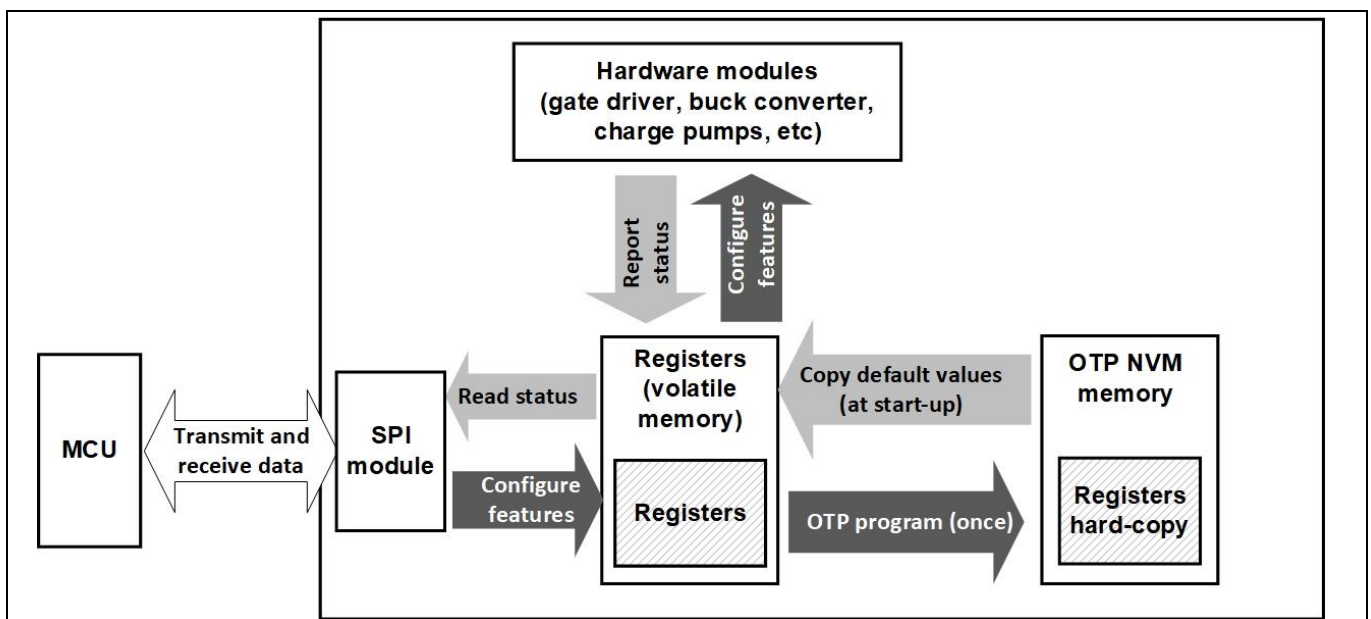 Hardware modules
(gate driver, buck converter,
charge pumps, etc)
Report
status
Configure
features
MCU
Transmit and
receive data
SPI
module
Read status
Configure
features
Registers
(volatile
memory)
Registers
Copy default values
(at start-up)
OTP program (once)
OTP NVM
memory
Registers
hard-copy